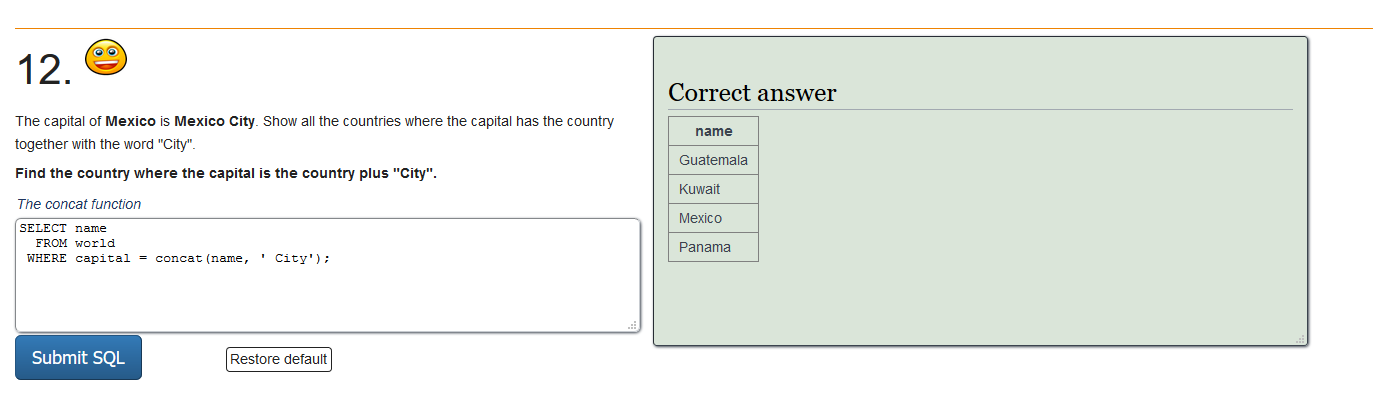 12.
The capital of Mexico is Mexico City. Show all the countries where the capital has the country
together with the word "City".
Find the country where the capital is the country plus "City".
The concat function
SELECT name
  FROM world
 WHERE capital = concat(name, ' City');
Submit SQL
Restore default
Correct answer
name
Guatemala
Kuwait
Mexico
Panama